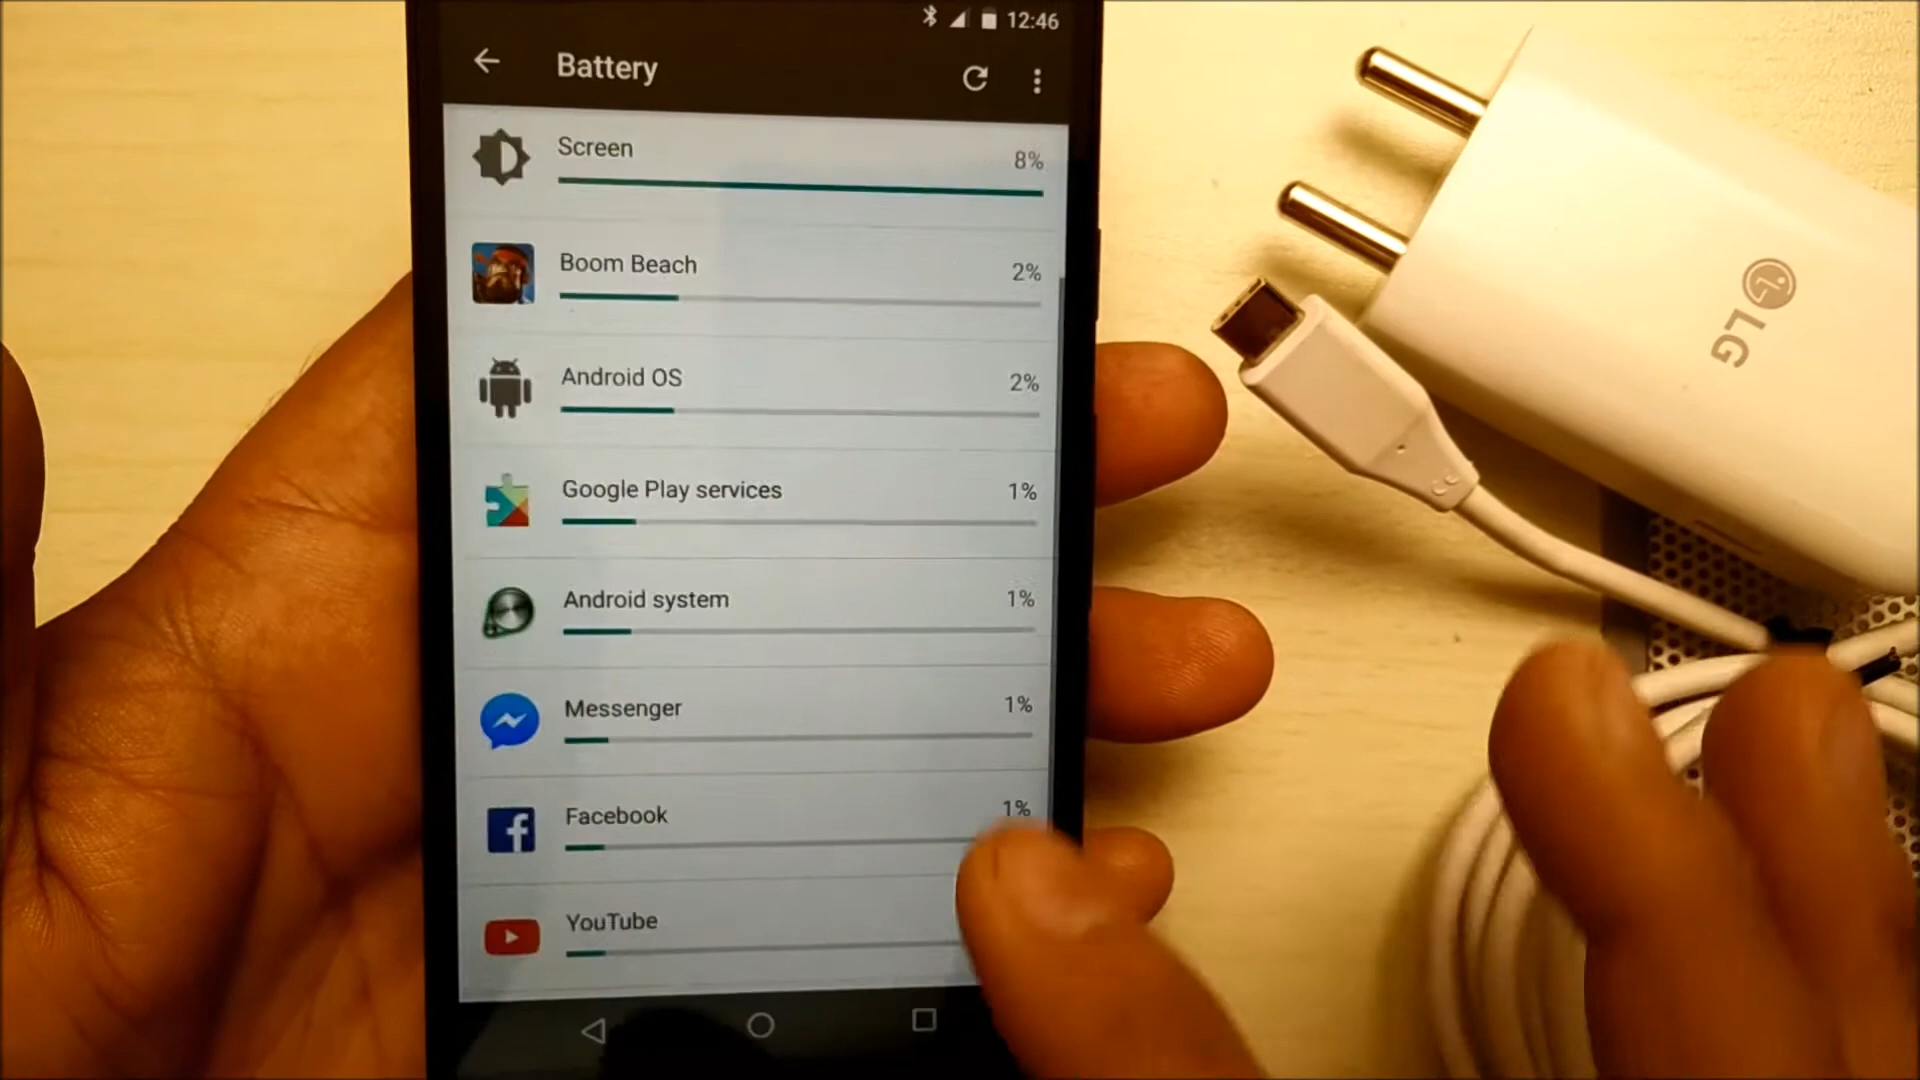 12:46
Battery
Screen 8%
Boom Beach 2%
Android OS 2%
Google Play services 1%
Android system 1%
Messenger 1%
Facebook 1%
YouTube
LG